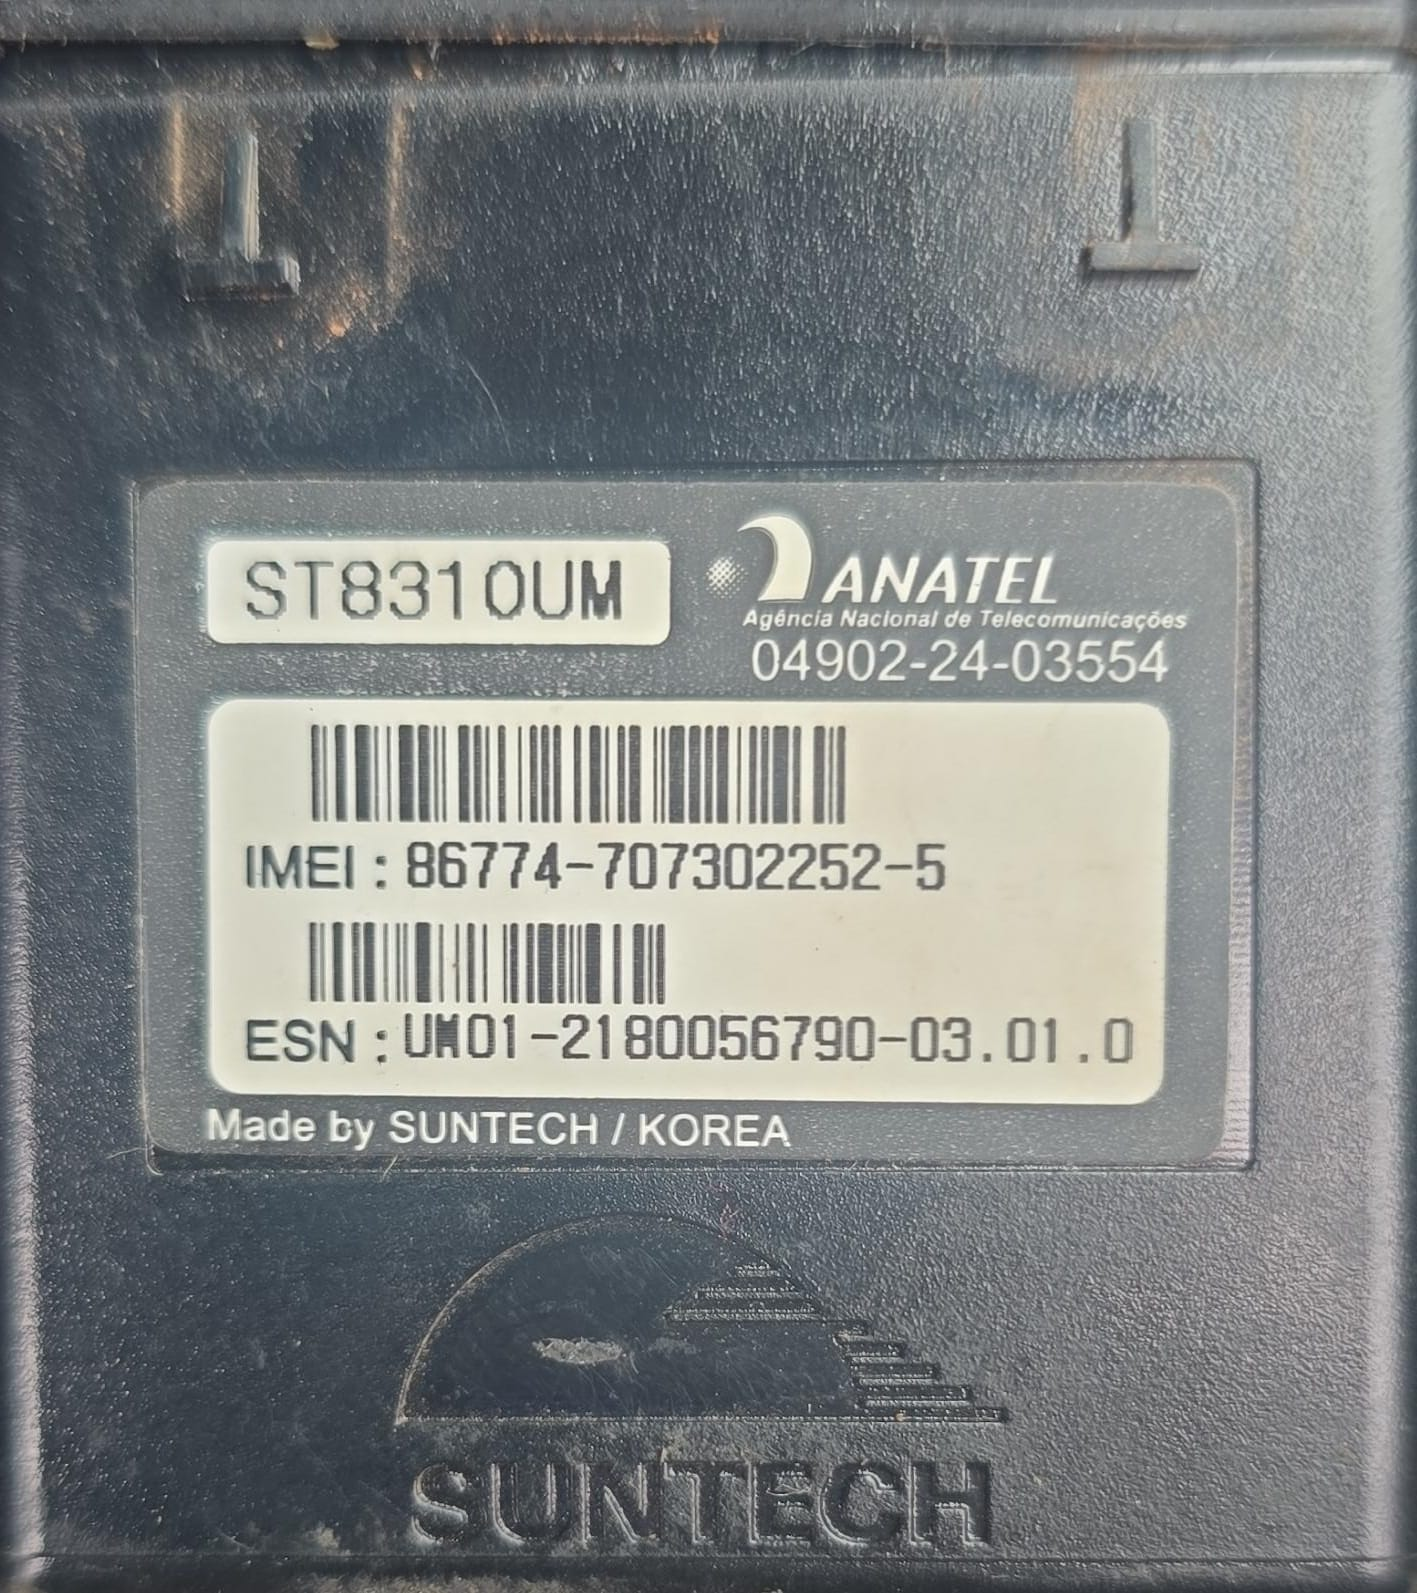 ST8310UM
ANATEL
Agência Nacional de Telecomunicações
04902-24-03554
IMEI : 86774-707302252-5
ESN : UM01-2180056790-03.01.0
Made by SUNTECH / KOREA
SUNTECH